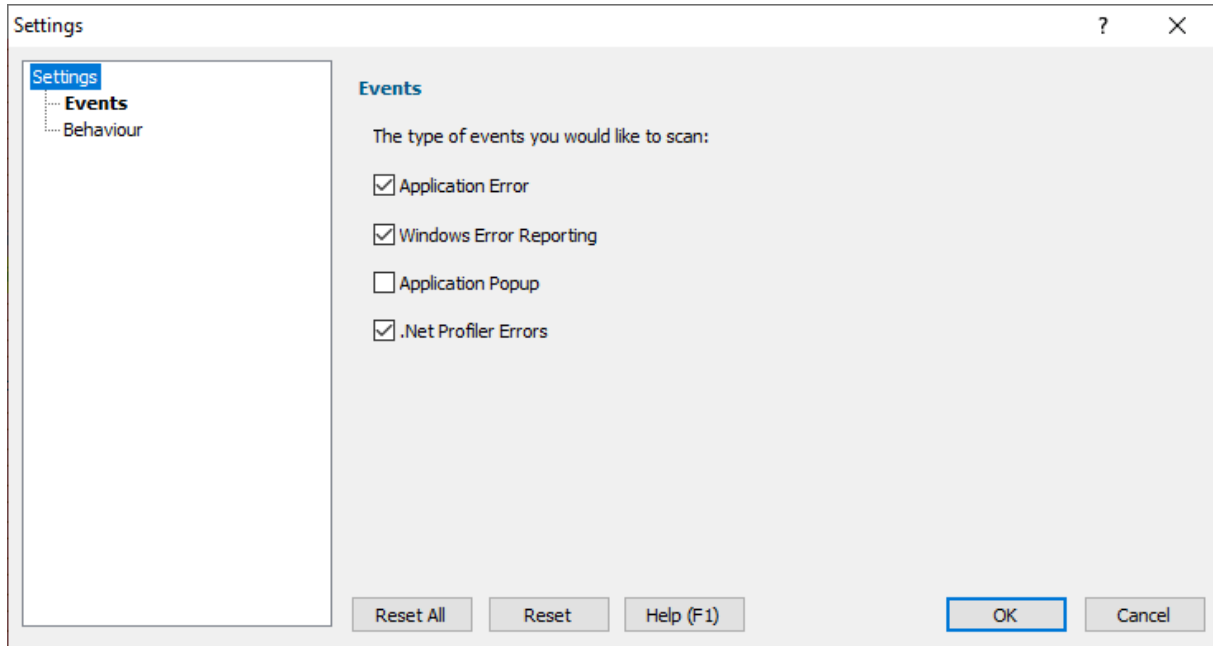 Settings
?
Settings
Events
Behaviour
Events
The type of events you would like to scan:
Application Error
Windows Error Reporting
Application Popup
.Net Profiler Errors
Reset All
Reset
Help (F1)
OK
Cancel